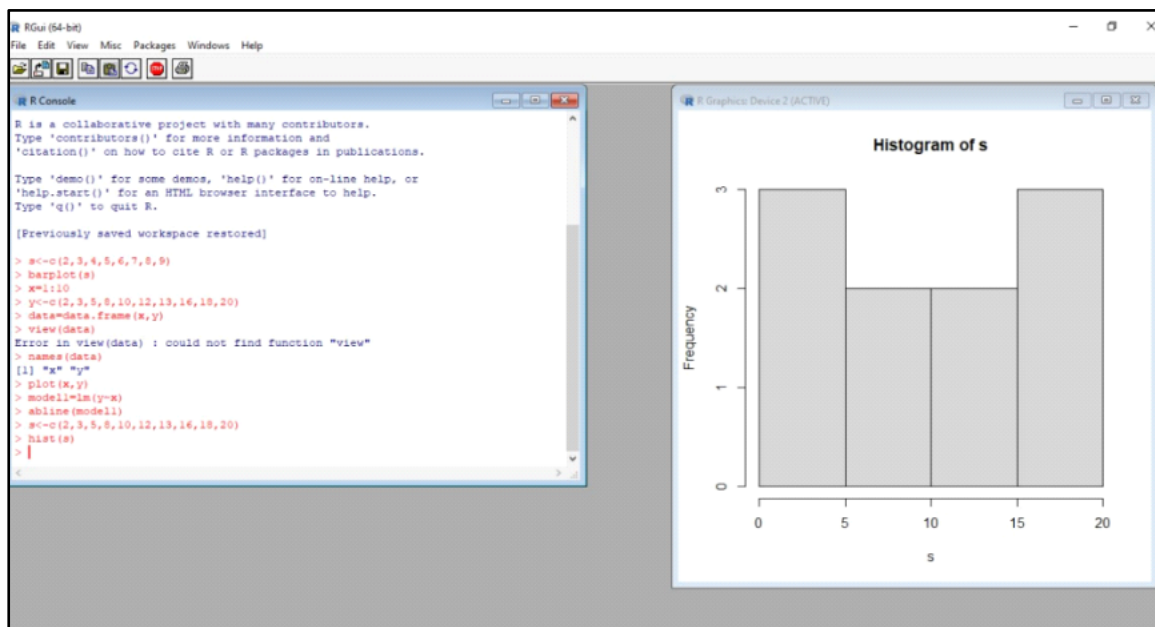 RGui (64-bit)
File Edit View Misc Packages Windows Help
STOP
R Console
R is a collaborative project with many contributors.
Type 'contributors()' for more information and
'citation()' on how to cite R or R packages in publications.
Type 'demo()' for some demos, 'help()' for on-line help, or
'help.start()' for an HTML browser interface to help.
Type 'q()' to quit R.
[Previously saved workspace restored]
> s<-c(2,3,4,5,6,7,8,9)
> barplot(s)
> x=1:10
> y<-c(2,3,5,8,10,12,13,16,18,20)
> data=data.frame(x,y)
> view(data)
Error in view(data) : could not find function "view"
> names(data)
[1] "x" "y"
> plot(x,y)
> model1=lm(y~x)
> abline(model1)
> s<-c(2,3,5,8,10,12,13,16,18,20)
> hist(s)
>
R Graphics: Device 2 (ACTIVE)
Histogram of s
Frequency
3
2
1
0
0 5 10 15 20
s